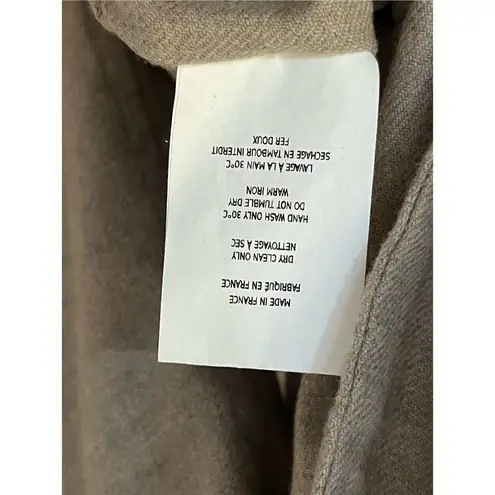 MADE IN FRANCE
FABRIQUÉ EN FRANCE
DRY CLEAN ONLY
NETTOYAGE À SEC
HAND WASH ONLY 30°C
DO NOT TUMBLE DRY
WARM IRON
LAVAGE À LA MAIN 30°C
SECHAGE EN TAMBOUR INTERDIT
FER DOUX